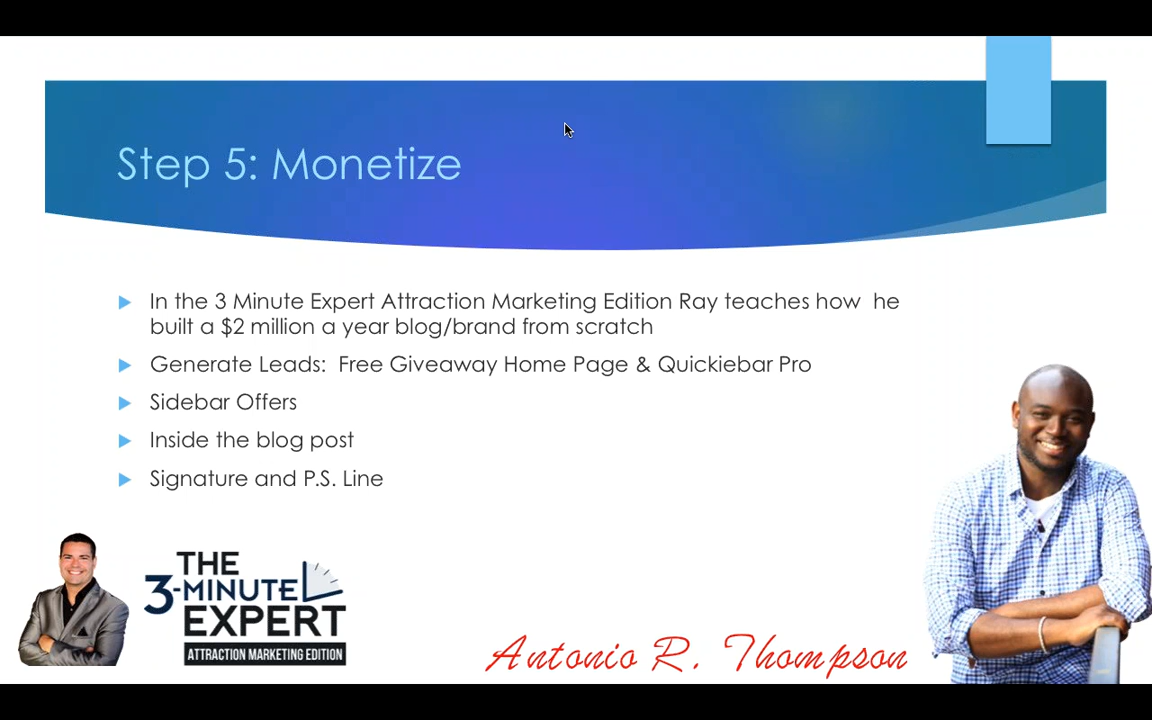 Step 5: Monetize
In the 3 Minute Expert Attraction Marketing Edition Ray teaches how  he
built a $2 million a year blog/brand from scratch
Generate Leads:  Free Giveaway Home Page & Quickiebar Pro
Sidebar Offers
Inside the blog post
Signature and P.S. Line
THE
3-MINUTE
EXPERT
ATTRACTION MARKETING EDITION
Antonio R. Thompson